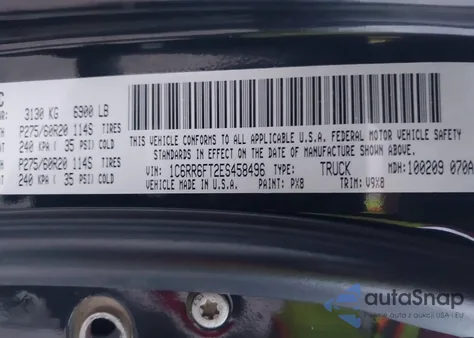 3130 KG 6900 LB
P275/60R20 114S TIRES
240 KPA ( 35 PSI) COLD
P275/60R20 114S TIRES
240 KPA ( 35 PSI) COLD
THIS VEHICLE CONFORMS TO ALL APPLICABLE U.S.A. FEDERAL MOTOR VEHICLE SAFETY
STANDARDS IN EFFECT ON THE DATE OF MANUFACTURE SHOWN ABOVE.
VIN: 1C6RR6FT2ES458496 TYPE: TRUCK MDH: 100209 070A
VEHICLE MADE IN U.S.A. PAINT: PX8 TRIM: V9X8
autoSnap